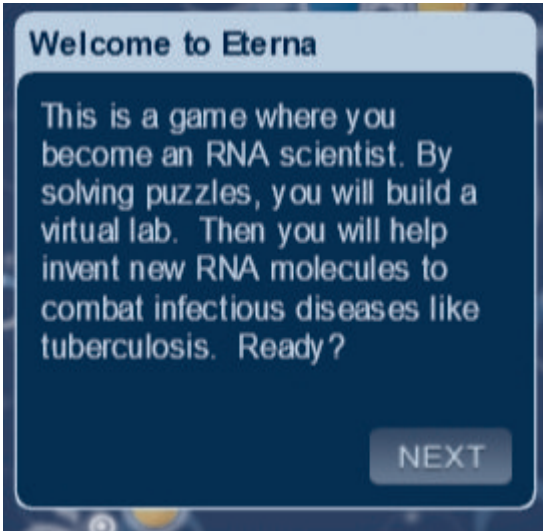 Welcome to Eterna
This is a game where you
become an RNA scientist. By
solving puzzles, you will build a
virtual lab.  Then you will help
invent new RNA molecules to
combat infectious diseases like
tuberculosis.  Ready?
NEXT